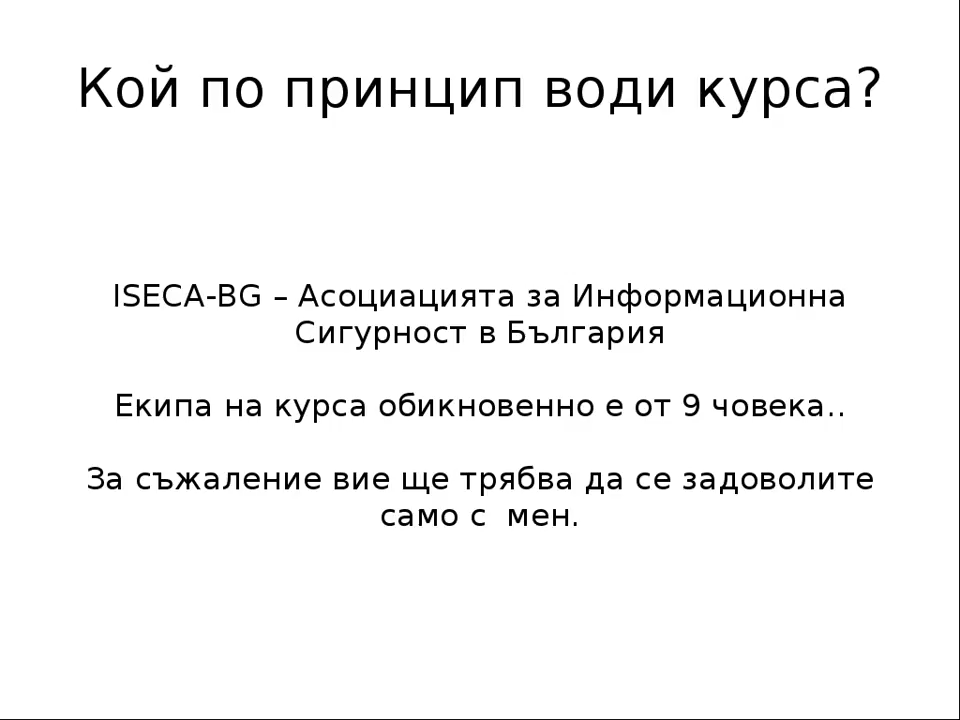 Кой по принцип води курса?
ISECA-BG – Асоциацията за Информационна
Сигурност в България
Екипа на курса обикновенно е от 9 човека..
За съжаление вие ще трябва да се задоволите
само с  мен.